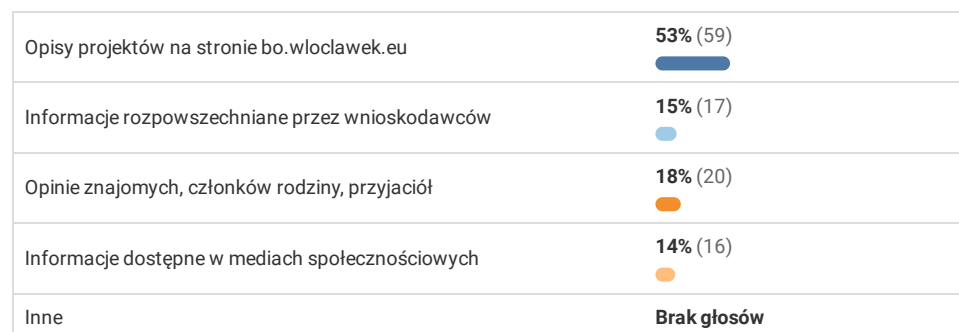 Opisy projektów na stronie bo.wloclawek.eu
53% (59)
Informacje rozpowszechniane przez wnioskodawców
15% (17)
Opinie znajomych, członków rodziny, przyjaciół
18% (20)
Informacje dostępne w mediach społecznościowych
14% (16)
Inne
Brak głosów